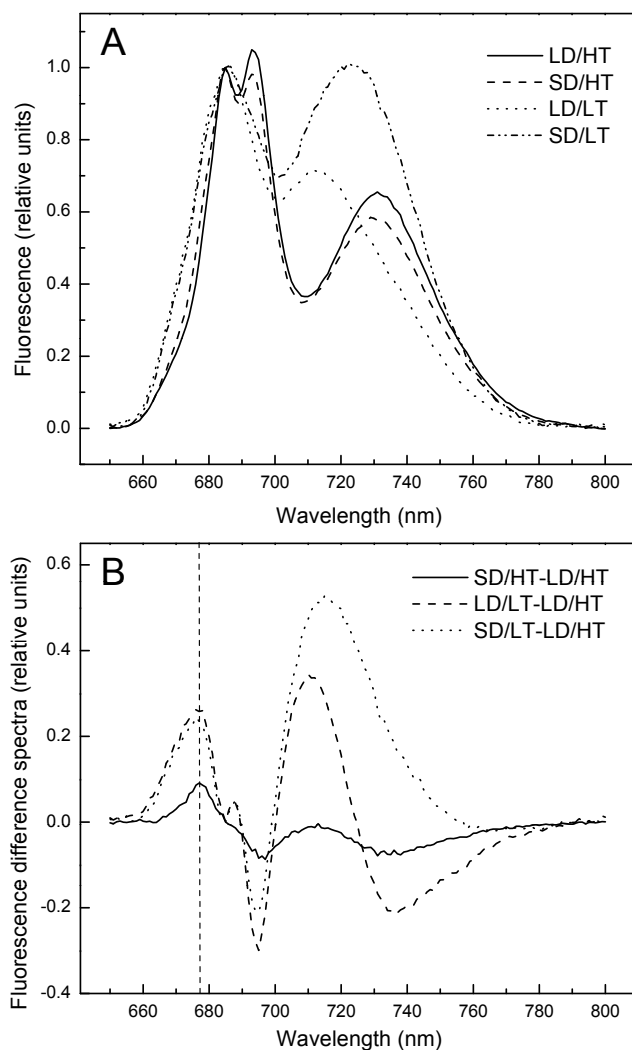 A
LD/HT
SD/HT
LD/LT
SD/LT
Fluorescence (relative units)
1.0
0.8
0.6
0.4
0.2
0.0
660 680 700 720 740 760 780 800
Wavelength (nm)
B
SD/HT-LD/HT
LD/LT-LD/HT
SD/LT-LD/HT
Fluorescence difference spectra (relative units)
0.6
0.4
0.2
0.0
-0.2
-0.4
660 680 700 720 740 760 780 800
Wavelength (nm)